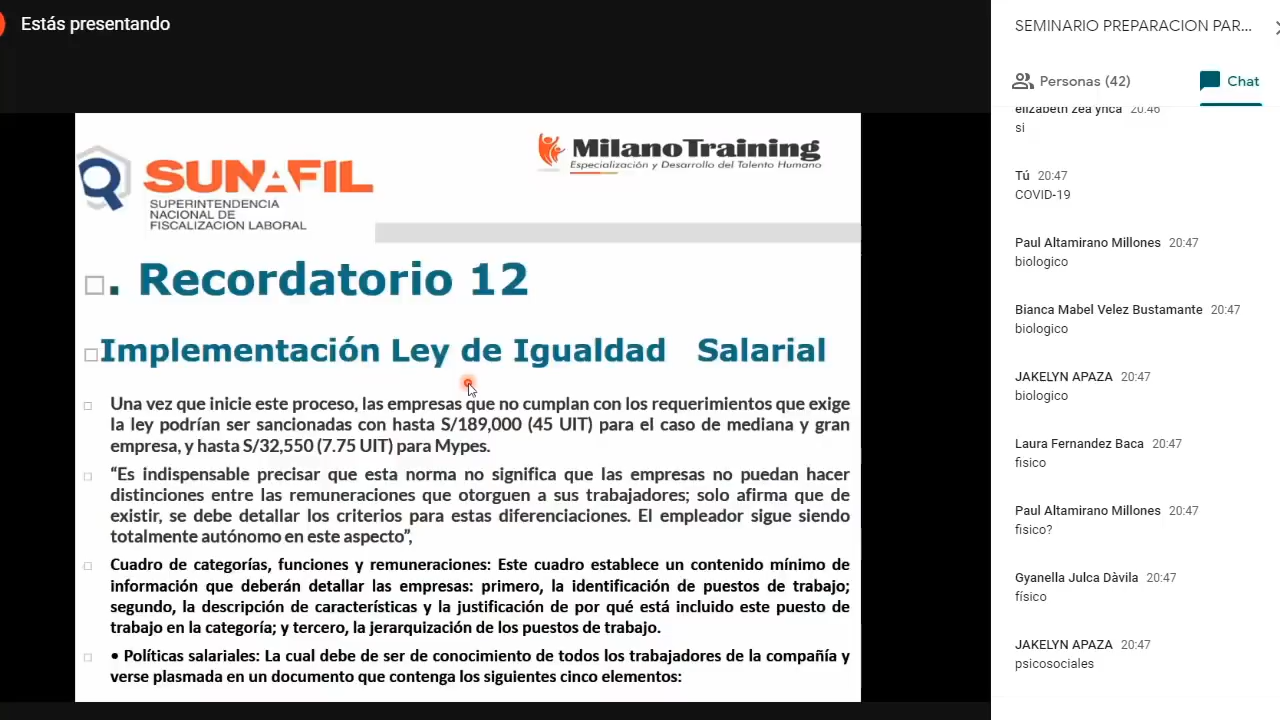 Estás presentando
SEMINARIO PREPARACION PAR...
Personas (42)
Chat
elizabeth zea ynca 20:46
si
Tú 20:47
COVID-19
Paul Altamirano Millones 20:47
biologico
Bianca Mabel Velez Bustamante 20:47
biologico
JAKELYN APAZA 20:47
biologico
Laura Fernandez Baca 20:47
fisico
Paul Altamirano Millones 20:47
fisico?
Gyanella Julca Dàvila 20:47
físico
JAKELYN APAZA 20:47
psicosociales
SUNAFIL
SUPERINTENDENCIA
NACIONAL DE
FISCALIZACIÓN LABORAL
MilanoTraining
Especialización y Desarrollo del Talento Humano
. Recordatorio 12
Implementación Ley de Igualdad Salarial
Una vez que inicie este proceso, las empresas que no cumplan con los requerimientos que exige
la ley podrían ser sancionadas con hasta S/189,000 (45 UIT) para el caso de mediana y gran
empresa, y hasta S/32,550 (7.75 UIT) para Mypes.
“Es indispensable precisar que esta norma no significa que las empresas no puedan hacer
distinciones entre las remuneraciones que otorguen a sus trabajadores; solo afirma que de
existir, se debe detallar los criterios para estas diferenciaciones. El empleador sigue siendo
totalmente autónomo en este aspecto”,
Cuadro de categorías, funciones y remuneraciones: Este cuadro establece un contenido mínimo de
información que deberán detallar las empresas: primero, la identificación de puestos de trabajo;
segundo, la descripción de características y la justificación de por qué está incluido este puesto de
trabajo en la categoría; y tercero, la jerarquización de los puestos de trabajo.
• Políticas salariales: La cual debe de ser de conocimiento de todos los trabajadores de la compañía y
verse plasmada en un documento que contenga los siguientes cinco elementos: